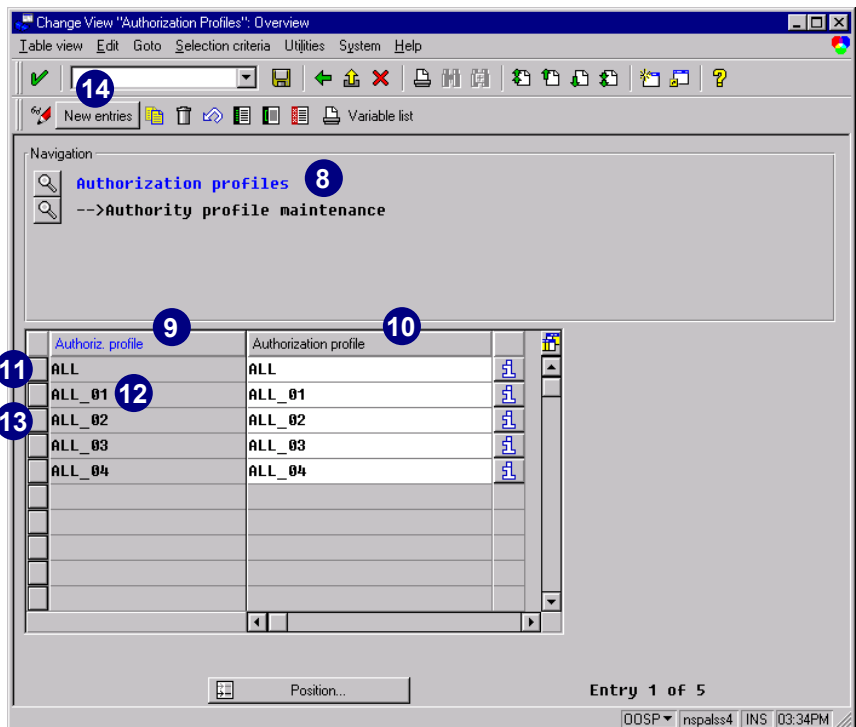 Change View "Authorization Profiles": Overview
Table view Edit Goto Selection criteria Utilities System Help
14
New entries Variable list
Navigation
Authorization profiles 8
-->Authority profile maintenance
9 10
Authoriz. profile Authorization profile
11 ALL ALL
ALL_01 12 ALL_01
13 ALL_02 ALL_02
ALL_03 ALL_03
ALL_04 ALL_04
Position... Entry 1 of 5
OOSP nspalss4 INS 03:34PM